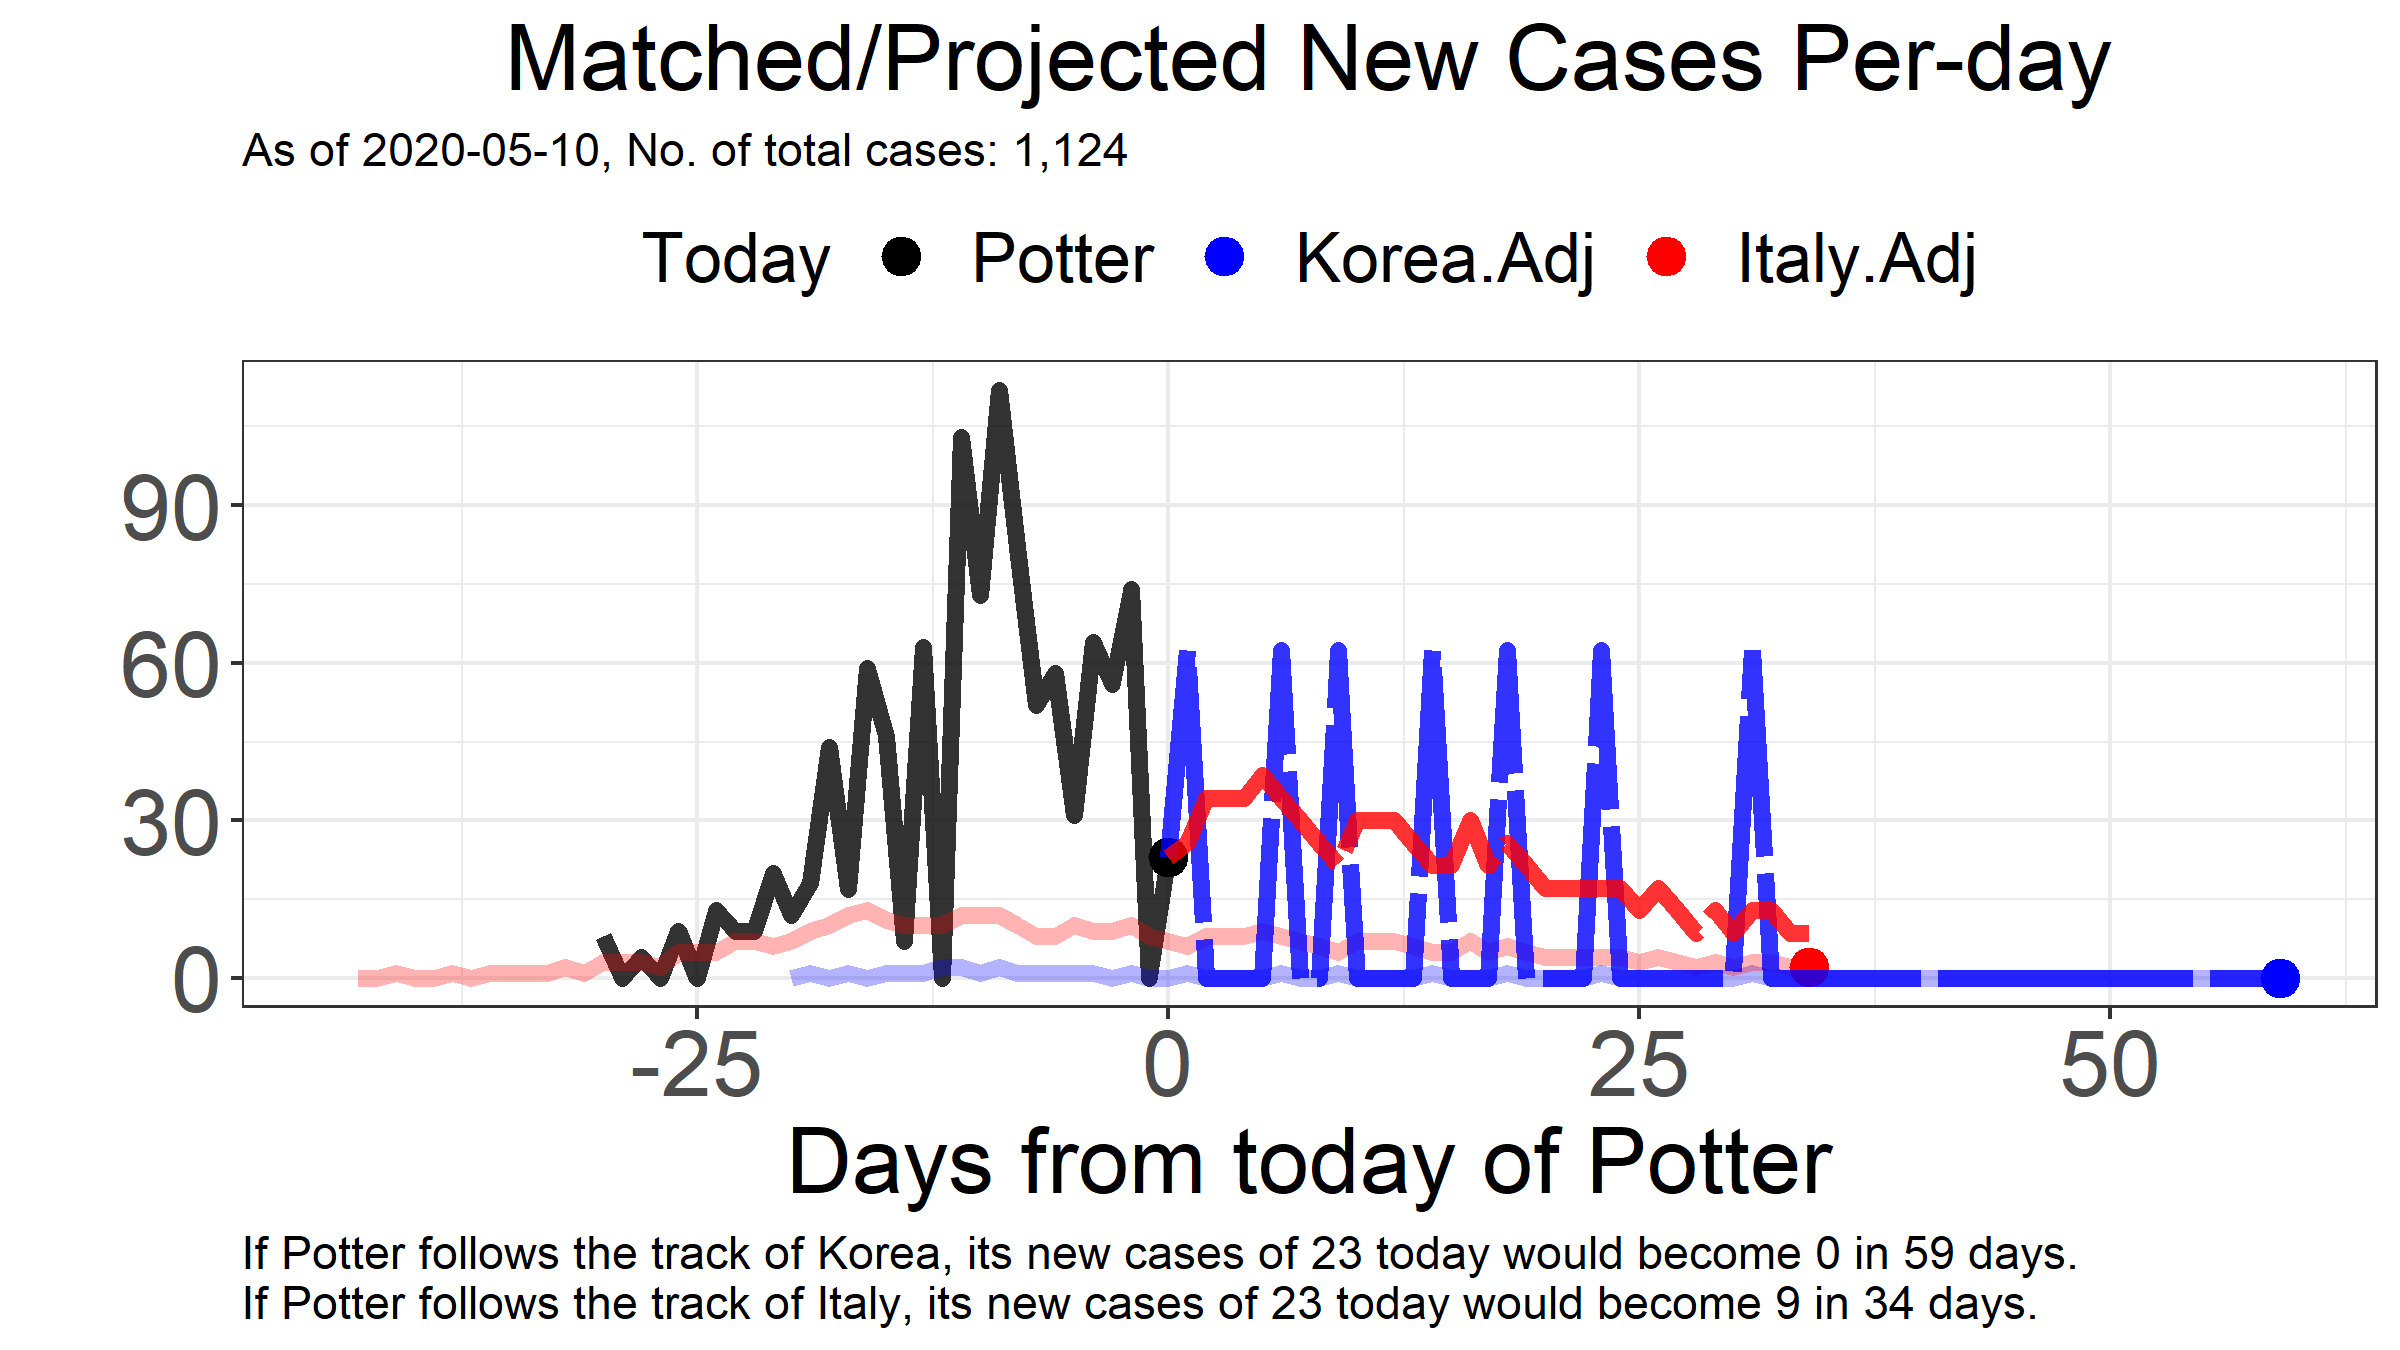 Matched/Projected New Cases Per-day
As of 2020-05-10, No. of total cases: 1,124
Today Potter Korea.Adj Italy.Adj
90
60
30
0
-25 0 25 50
Days from today of Potter
If Potter follows the track of Korea, its new cases of 23 today would become 0 in 59 days.
If Potter follows the track of Italy, its new cases of 23 today would become 9 in 34 days.